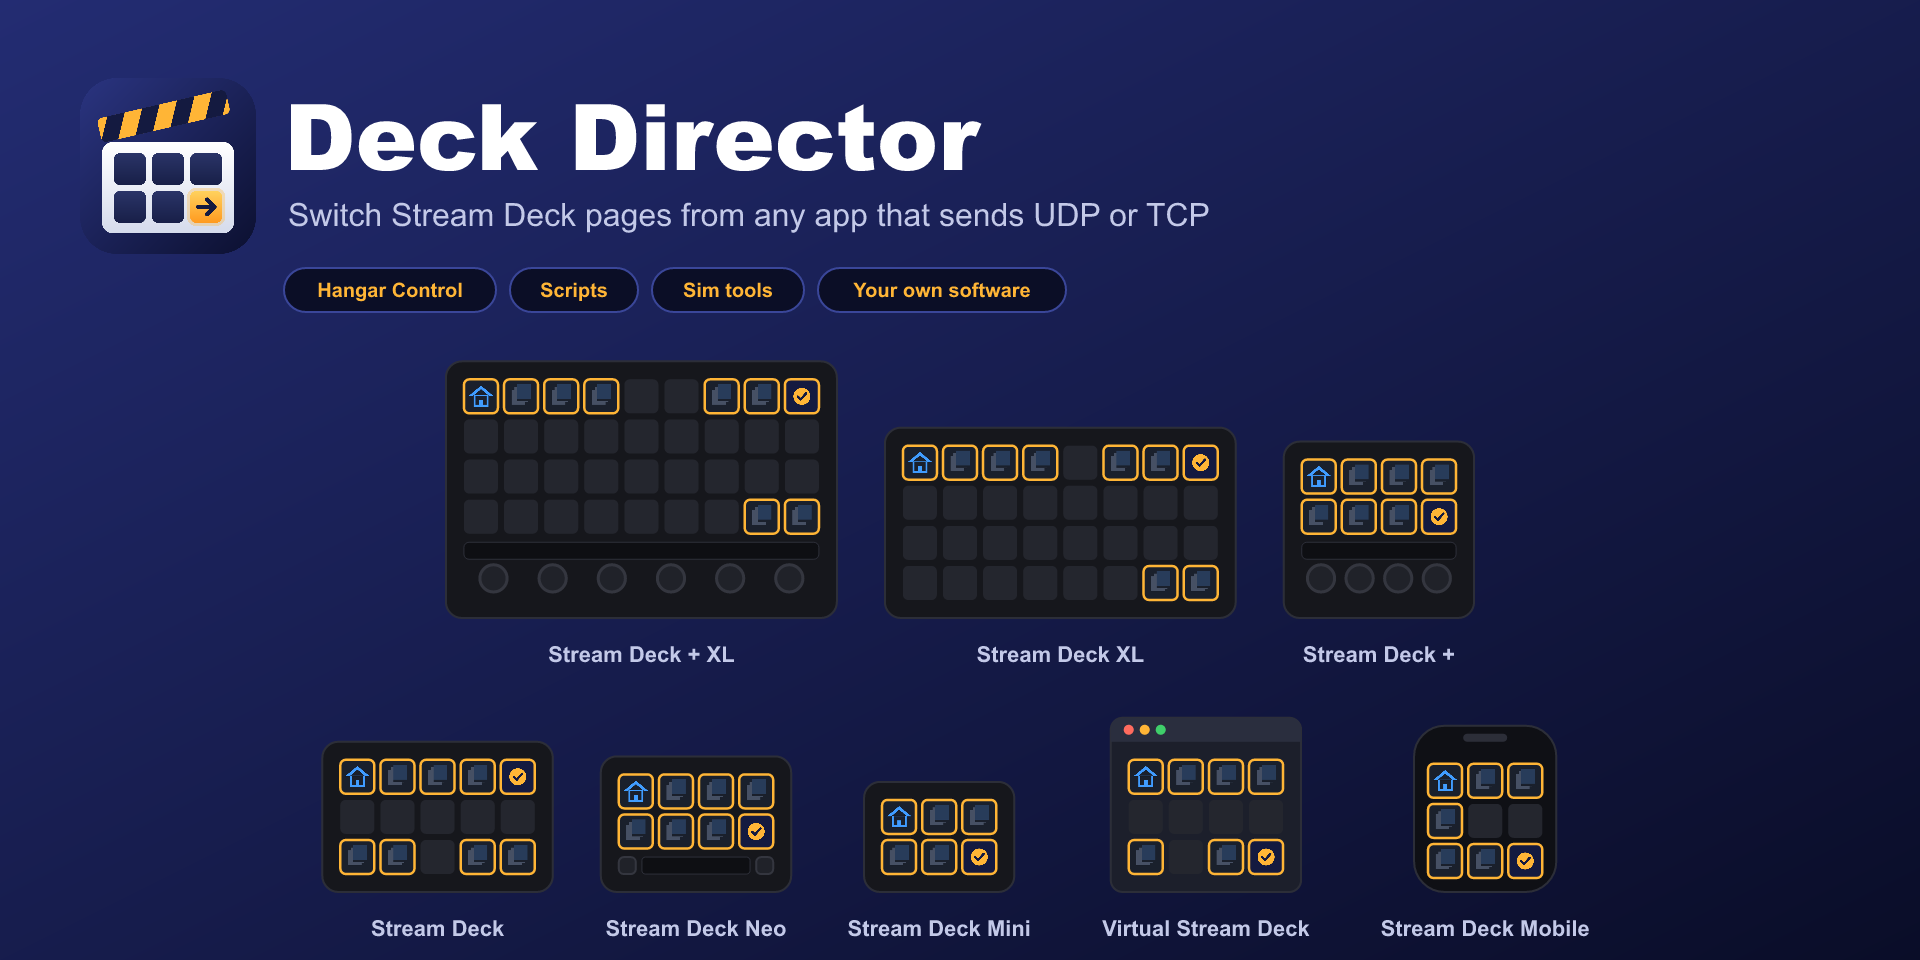 Deck Director
Switch Stream Deck pages from any app that sends UDP or TCP
Hangar Control
Scripts
Sim tools
Your own software
Stream Deck + XL
Stream Deck XL
Stream Deck +
Stream Deck
Stream Deck Neo
Stream Deck Mini
Virtual Stream Deck
Stream Deck Mobile